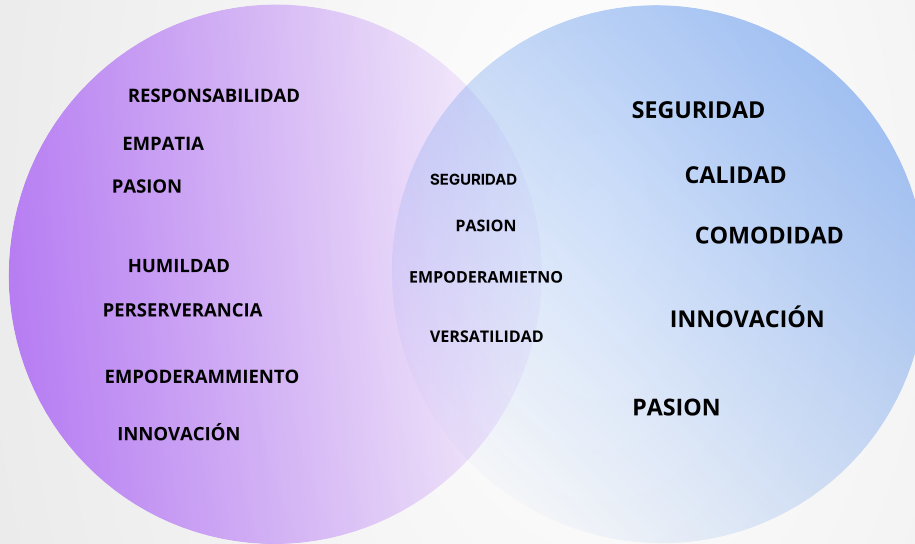 RESPONSABILIDAD
EMPATIA
PASION
HUMILDAD
PERSERVERANCIA
EMPODERAMMIENTO
INNOVACIÓN
SEGURIDAD
PASION
EMPODERAMIETNO
VERSATILIDAD
SEGURIDAD
CALIDAD
COMODIDAD
INNOVACIÓN
PASION